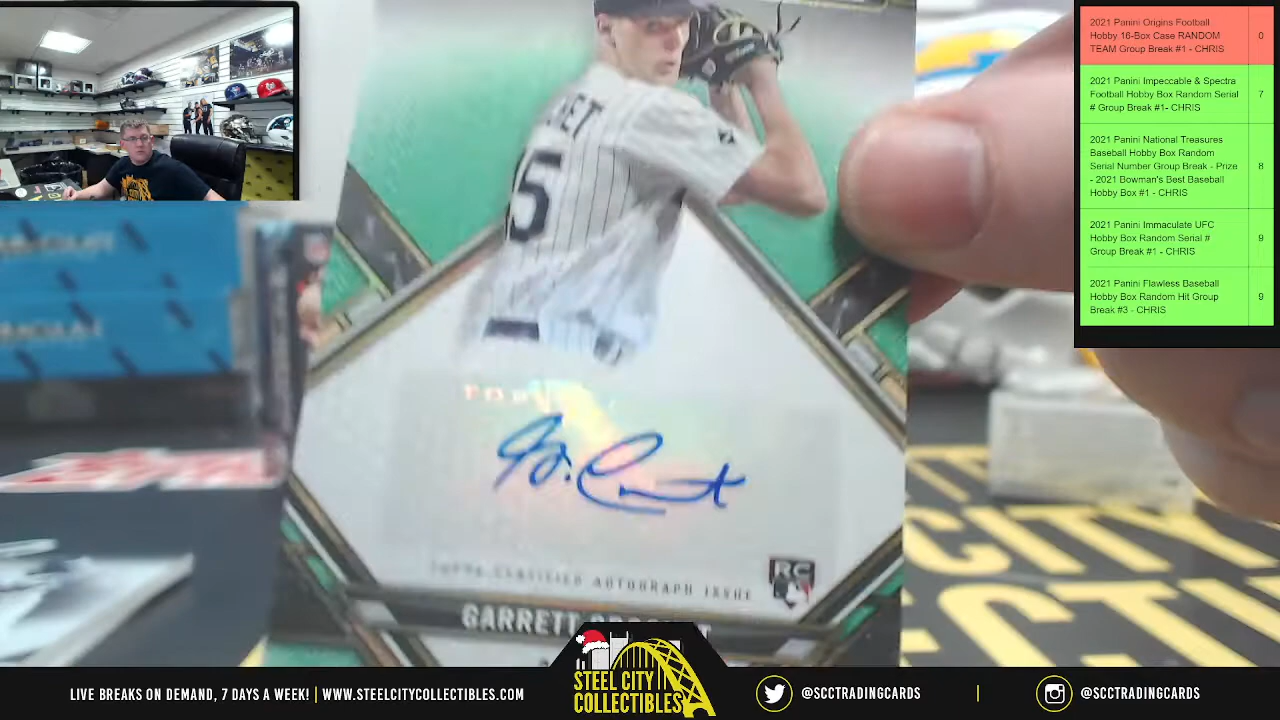 2021 Panini Origins Football
Hobby 16-Box Case RANDOM
TEAM Group Break #1 - CHRIS
0
2021 Panini Impeccable & Spectra
Football Hobby Box Random Serial
# Group Break #1- CHRIS
7
2021 Panini National Treasures
Baseball Hobby Box Random
Serial Number Group Break - Prize
- 2021 Bowman's Best Baseball
Hobby Box #1 - CHRIS
8
2021 Panini Immaculate UFC
Hobby Box Random Serial #
Group Break #1 - CHRIS
9
2021 Panini Flawless Baseball
Hobby Box Random Hit Group
Break #3 - CHRIS
9
5
TOPPS CERTIFIED AUTOGRAPH ISSUE
RC
GARRETT
CITY
STEEL CITY
COLLECTIBLES
LIVE BREAKS ON DEMAND, 7 DAYS A WEEK! | WWW.STEELCITYCOLLECTIBLES.COM
@SCCTRADINGCARDS | @SCCTRADINGCARDS